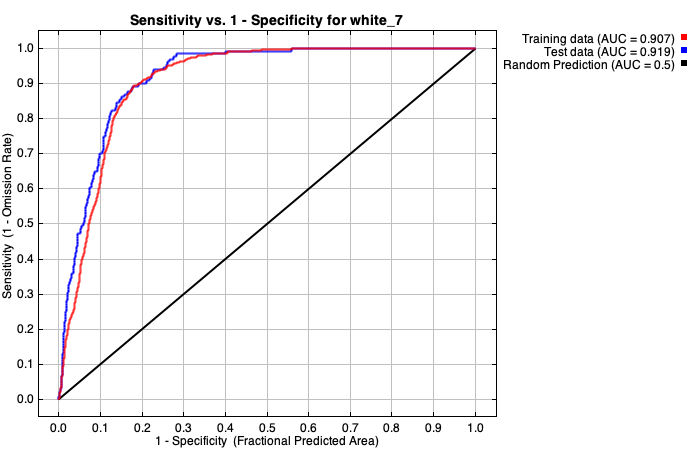 Sensitivity vs. 1 - Specificity for white_7
Training data (AUC = 0.907)
Test data (AUC = 0.919)
Random Prediction (AUC = 0.5)
Sensitivity (1 - Omission Rate)
1.0
0.9
0.8
0.7
0.6
0.5
0.4
0.3
0.2
0.1
0.0
0.0 0.1 0.2 0.3 0.4 0.5 0.6 0.7 0.8 0.9 1.0
1 - Specificity (Fractional Predicted Area)